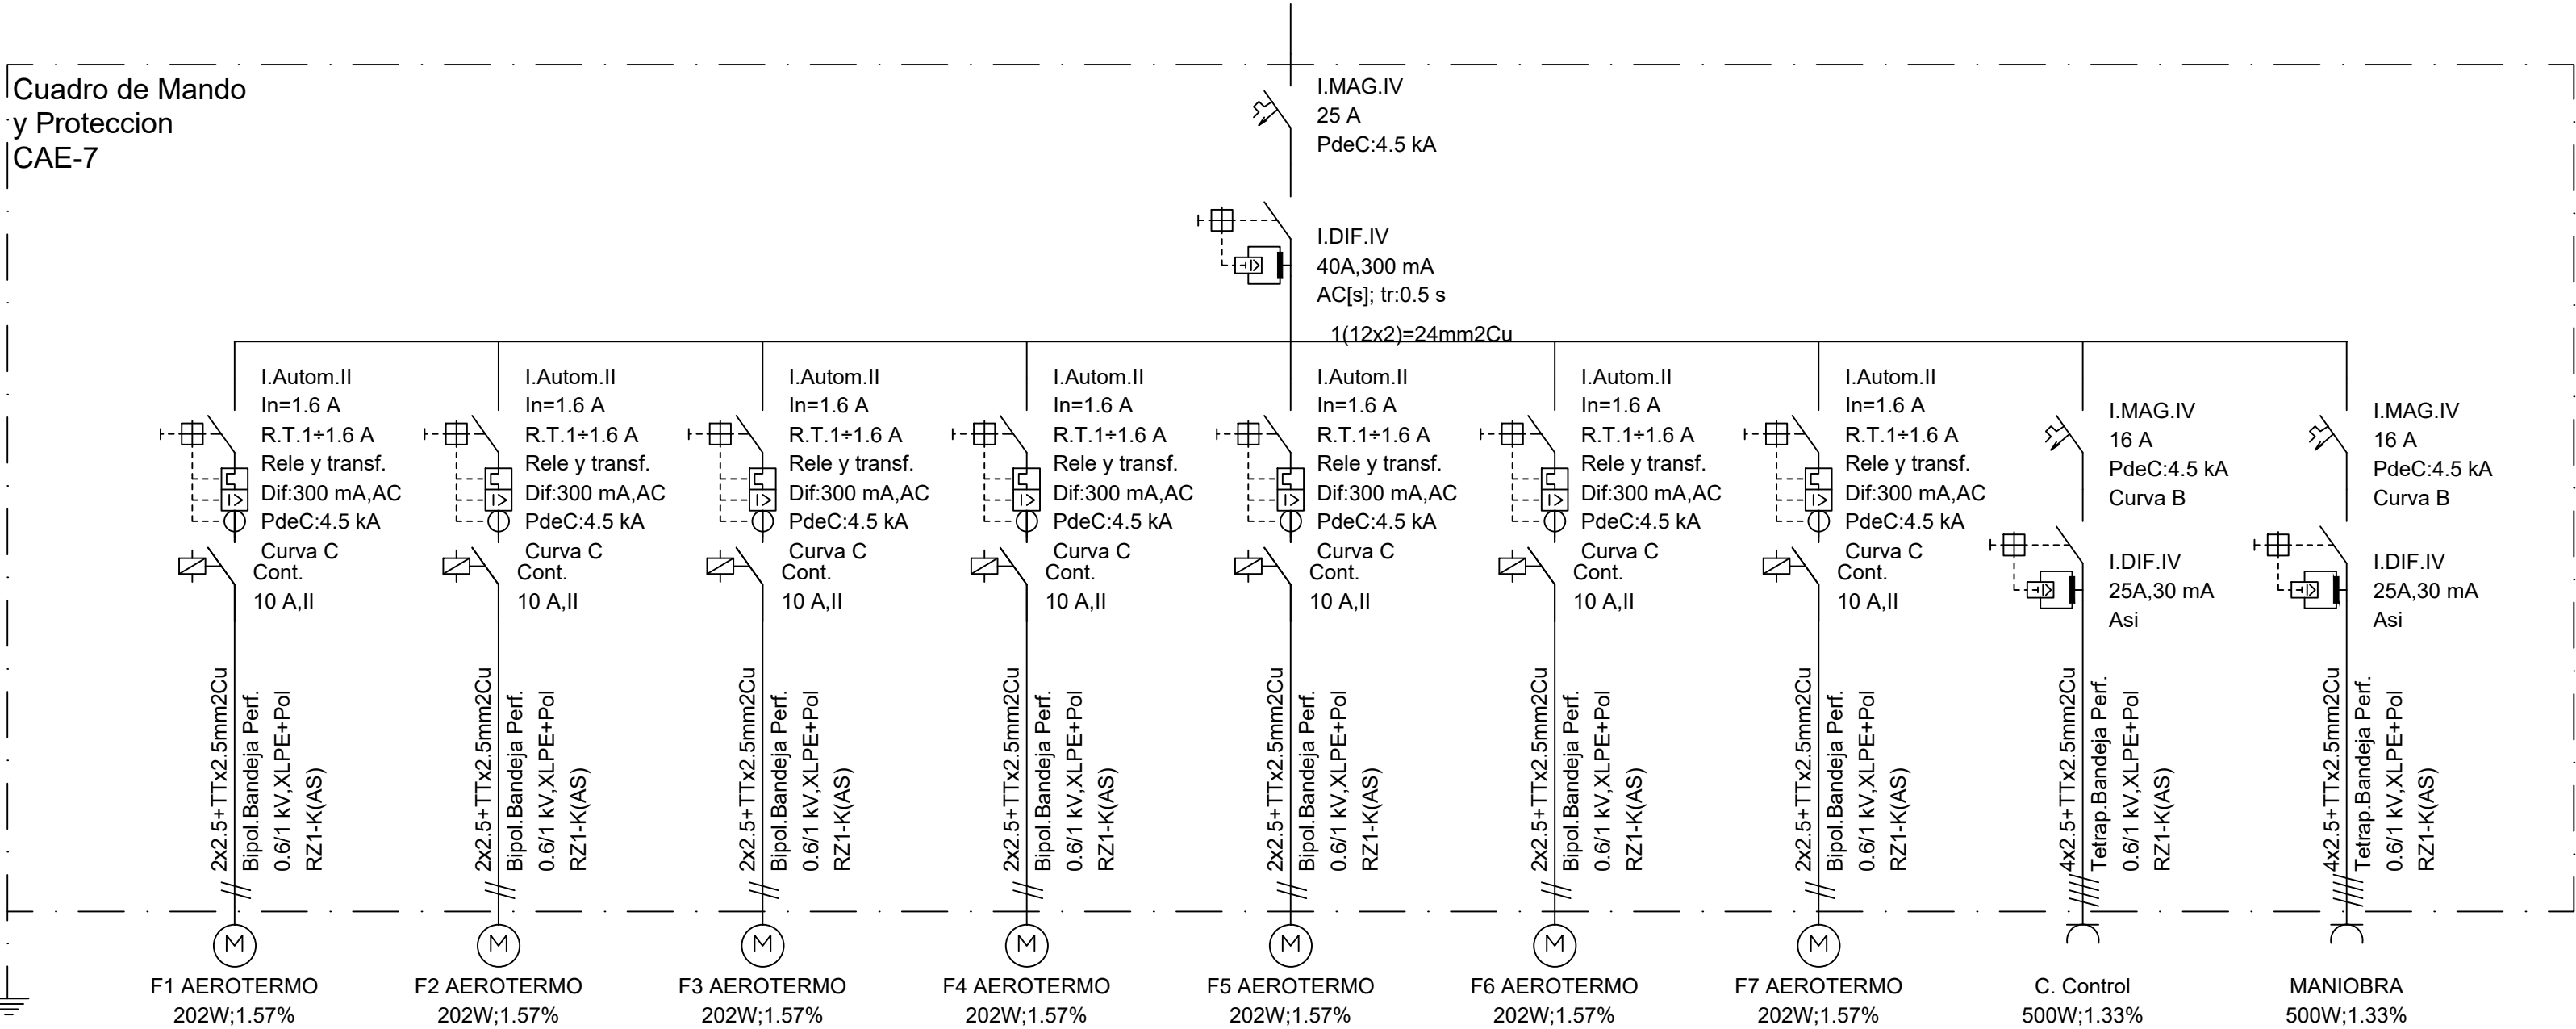 Cuadro de Mando
y Proteccion
CAE-7
I.MAG.IV
25 A
PdeC:4.5 kA
I.DIF.IV
40A,300 mA
AC[s]; tr:0.5 s
1(12x2)=24mm2Cu
I.Autom.II
In=1.6 A
R.T.1÷1.6 A
Rele y transf.
Dif:300 mA,AC
PdeC:4.5 kA
Curva C
Cont.
10 A,II
2x2.5+TTx2.5mm2Cu
Bipol.Bandeja Perf.
0.6/1 kV,XLPE+Pol
RZ1-K(AS)
M
F1 AEROTERMO
202W;1.57%
I.Autom.II
In=1.6 A
R.T.1÷1.6 A
Rele y transf.
Dif:300 mA,AC
PdeC:4.5 kA
Curva C
Cont.
10 A,II
2x2.5+TTx2.5mm2Cu
Bipol.Bandeja Perf.
0.6/1 kV,XLPE+Pol
RZ1-K(AS)
M
F2 AEROTERMO
202W;1.57%
I.Autom.II
In=1.6 A
R.T.1÷1.6 A
Rele y transf.
Dif:300 mA,AC
PdeC:4.5 kA
Curva C
Cont.
10 A,II
2x2.5+TTx2.5mm2Cu
Bipol.Bandeja Perf.
0.6/1 kV,XLPE+Pol
RZ1-K(AS)
M
F3 AEROTERMO
202W;1.57%
I.Autom.II
In=1.6 A
R.T.1÷1.6 A
Rele y transf.
Dif:300 mA,AC
PdeC:4.5 kA
Curva C
Cont.
10 A,II
2x2.5+TTx2.5mm2Cu
Bipol.Bandeja Perf.
0.6/1 kV,XLPE+Pol
RZ1-K(AS)
M
F4 AEROTERMO
202W;1.57%
I.Autom.II
In=1.6 A
R.T.1÷1.6 A
Rele y transf.
Dif:300 mA,AC
PdeC:4.5 kA
Curva C
Cont.
10 A,II
2x2.5+TTx2.5mm2Cu
Bipol.Bandeja Perf.
0.6/1 kV,XLPE+Pol
RZ1-K(AS)
M
F5 AEROTERMO
202W;1.57%
I.Autom.II
In=1.6 A
R.T.1÷1.6 A
Rele y transf.
Dif:300 mA,AC
PdeC:4.5 kA
Curva C
Cont.
10 A,II
2x2.5+TTx2.5mm2Cu
Bipol.Bandeja Perf.
0.6/1 kV,XLPE+Pol
RZ1-K(AS)
M
F6 AEROTERMO
202W;1.57%
I.Autom.II
In=1.6 A
R.T.1÷1.6 A
Rele y transf.
Dif:300 mA,AC
PdeC:4.5 kA
Curva C
Cont.
10 A,II
2x2.5+TTx2.5mm2Cu
Bipol.Bandeja Perf.
0.6/1 kV,XLPE+Pol
RZ1-K(AS)
M
F7 AEROTERMO
202W;1.57%
I.MAG.IV
16 A
PdeC:4.5 kA
Curva B
I.DIF.IV
25A,30 mA
Asi
4x2.5+TTx2.5mm2Cu
Tetrap.Bandeja Perf.
0.6/1 kV,XLPE+Pol
RZ1-K(AS)
C. Control
500W;1.33%
I.MAG.IV
16 A
PdeC:4.5 kA
Curva B
I.DIF.IV
25A,30 mA
Asi
4x2.5+TTx2.5mm2Cu
Tetrap.Bandeja Perf.
0.6/1 kV,XLPE+Pol
RZ1-K(AS)
MANIOBRA
500W;1.33%